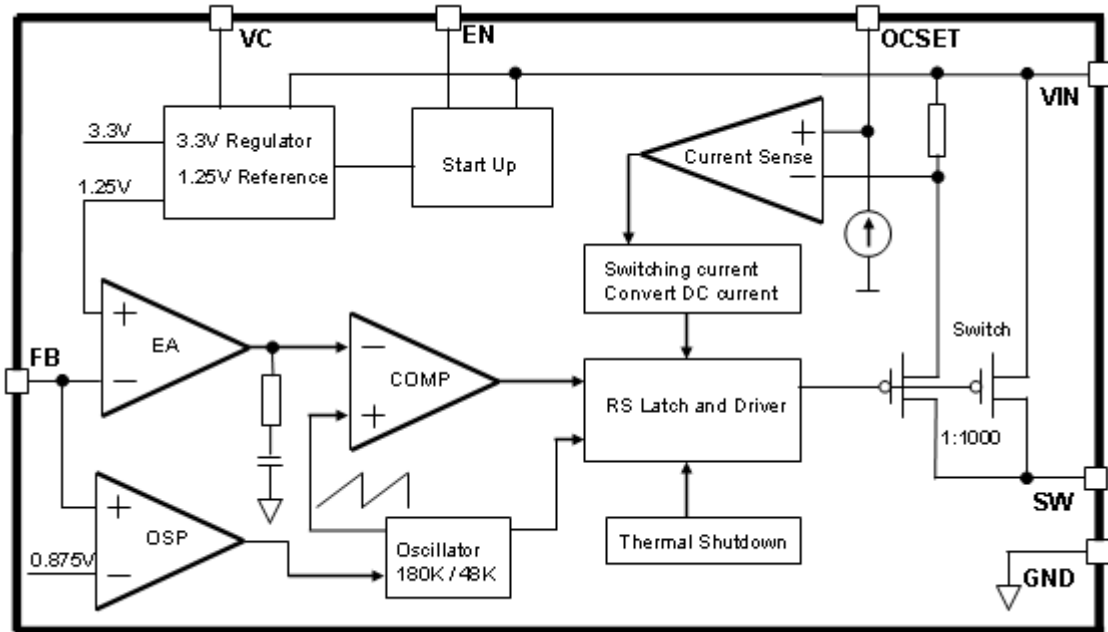 VC
EN
OCSET
VIN
3.3V
3.3V Regulator
1.25V Reference
Start Up
+
Current Sense
−
1.25V
Switching current
Convert DC current
+
EA
−
FB
−
COMP
+
Switch
RS Latch and Driver
1:1000
+
OSP
−
0.875V
Oscillator
180K / 48K
Thermal Shutdown
SW
GND